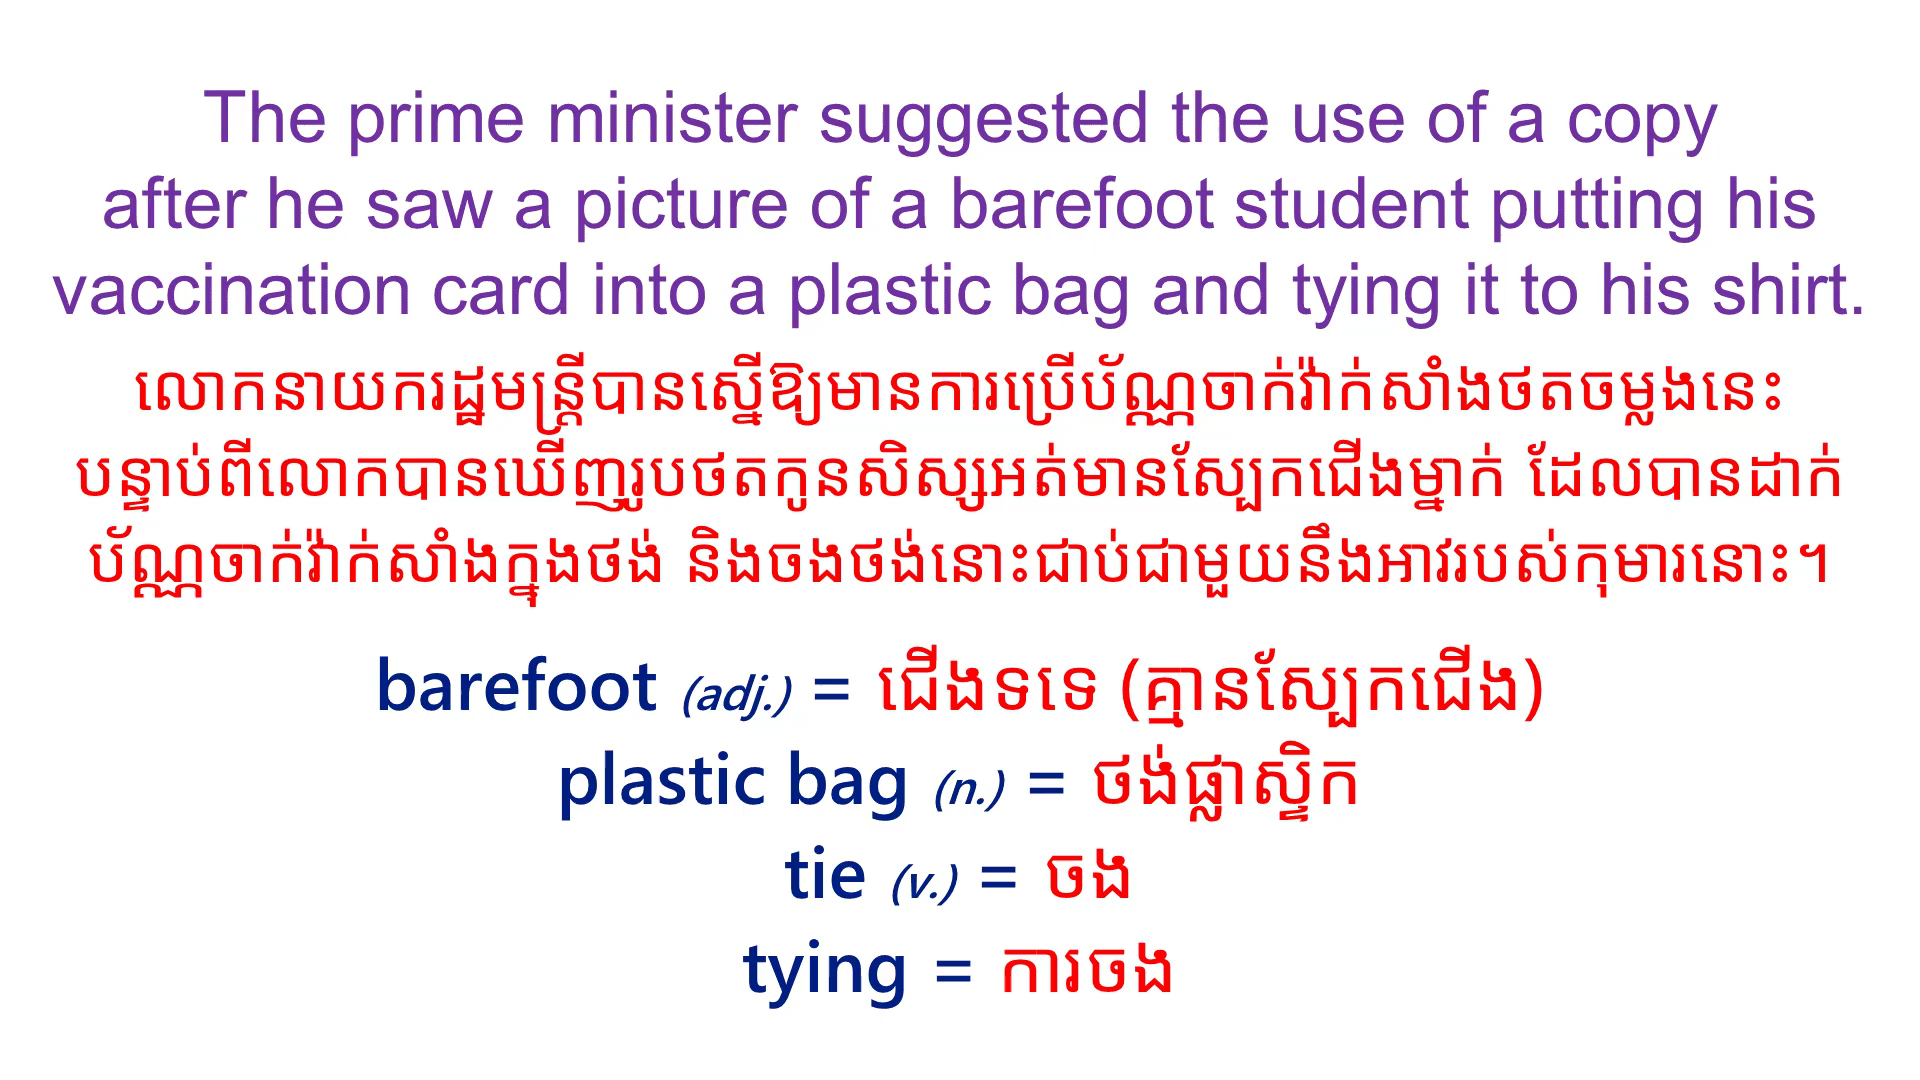 The prime minister suggested the use of a copy
after he saw a picture of a barefoot student putting his
vaccination card into a plastic bag and tying it to his shirt.
លោកនាយករដ្ឋមន្ត្រីបានស្នើឱ្យមានការប្រើប័ណ្ណចាក់វ៉ាក់សាំងថតចម្លងនេះ
បន្ទាប់ពីលោកបានឃើញរូបថតកូនសិស្សអត់មានស្បែកជើងម្នាក់ ដែលបានដាក់
ប័ណ្ណចាក់វ៉ាក់សាំងក្នុងថង់ និងចងថង់នោះជាប់ជាមួយនឹងអាវរបស់កុមារនោះ។
barefoot (adj.) = ជើងទទេ (គ្មានស្បែកជើង)
plastic bag (n.) = ថង់ផ្លាស្ទិក
tie (v.) = ចង
tying = ការចង